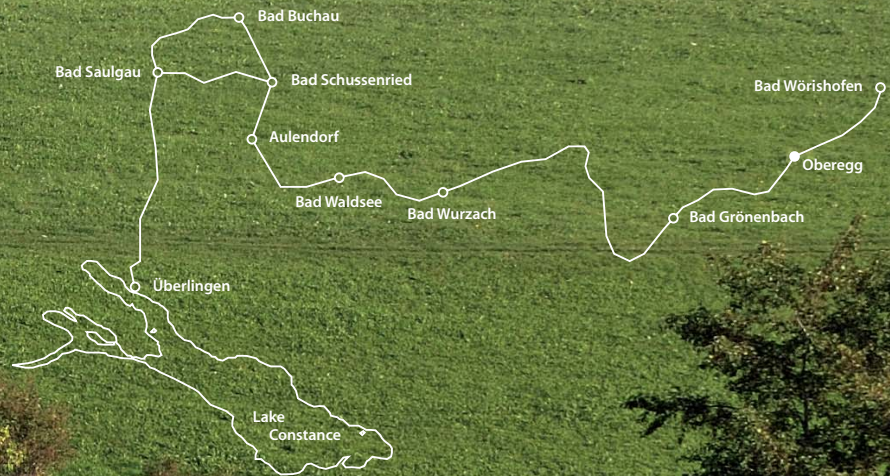 Bad Buchau
Bad Saulgau
Bad Schussenried
Bad Wörishofen
Aulendorf
Oberegg
Bad Waldsee
Bad Wurzach
Bad Grönenbach
Überlingen
Lake
Constance